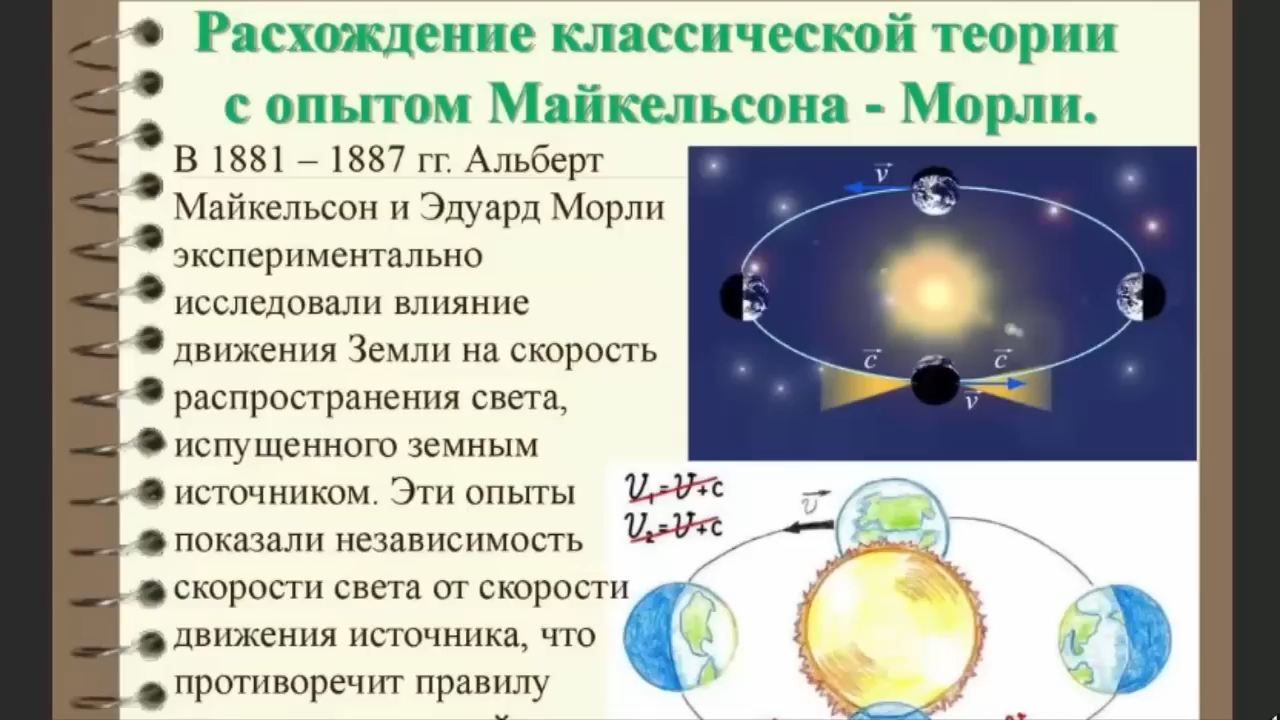 Расхождение классической теории
с опытом Майкельсона - Морли.
В 1881 – 1887 гг. Альберт
Майкельсон и Эдуард Морли
экспериментально
исследовали влияние
движения Земли на скорость
распространения света,
испущенного земным
источником. Эти опыты
показали независимость
скорости света от скорости
движения источника, что
противоречит правилу
v
c
c
v
υ₁=υ+c
υ₂=υ+c
υ